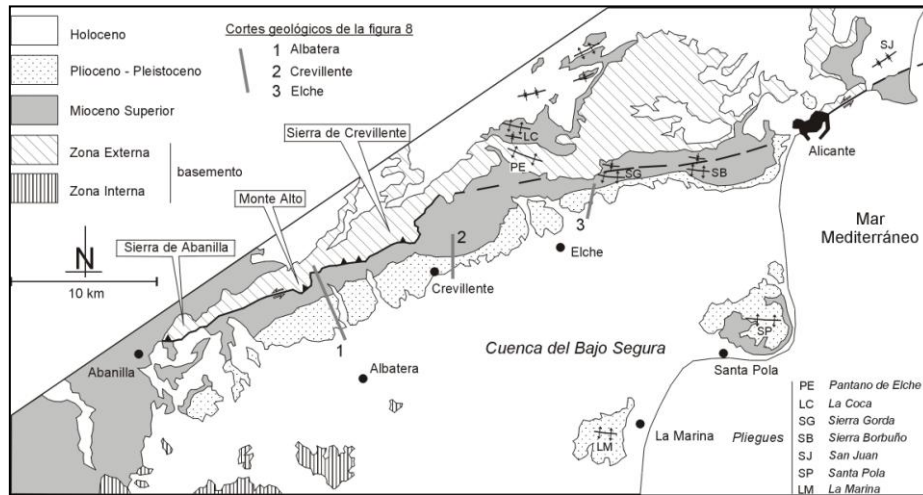 Holoceno
Plioceno - Pleistoceno
Mioceno Superior
Zona Externa
Zona Interna
basemento
N
10 km
Cortes geológicos de la figura 8
1 Albatera
2 Crevillente
3 Elche
Sierra de Crevillente
Monte Alto
Sierra de Abanilla
SJ
LC
PE
SG
SB
Alicante
3
2
Elche
Mar
Mediterráneo
Crevillente
1
Abanilla
Albatera
Cuenca del Bajo Segura
SP
Santa Pola
LM
La Marina
Pliegues
PE Pantano de Elche
LC La Coca
SG Sierra Gorda
SB Sierra Borbuño
SJ San Juan
SP Santa Pola
LM La Marina